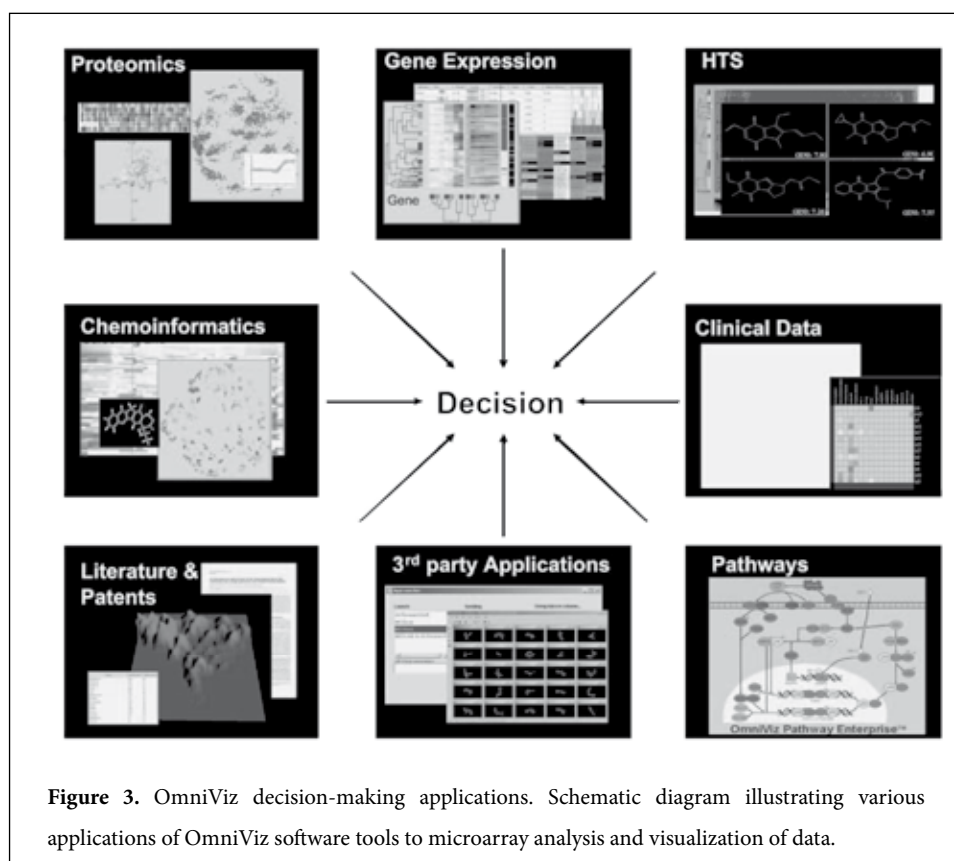 Proteomics
Gene Expression
HTS
Gene
Chemoinformatics
Decision
Clinical Data
Literature &
Patents
3rd party Applications
Pathways
OmniViz Pathway Enterprise™
Figure 3. OmniViz decision-making applications. Schematic diagram illustrating various
applications of OmniViz software tools to microarray analysis and visualization of data.